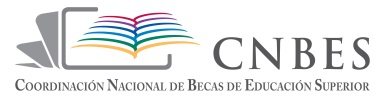 CNBES
COORDINACIÓN NACIONAL DE BECAS DE EDUCACIÓN SUPERIOR